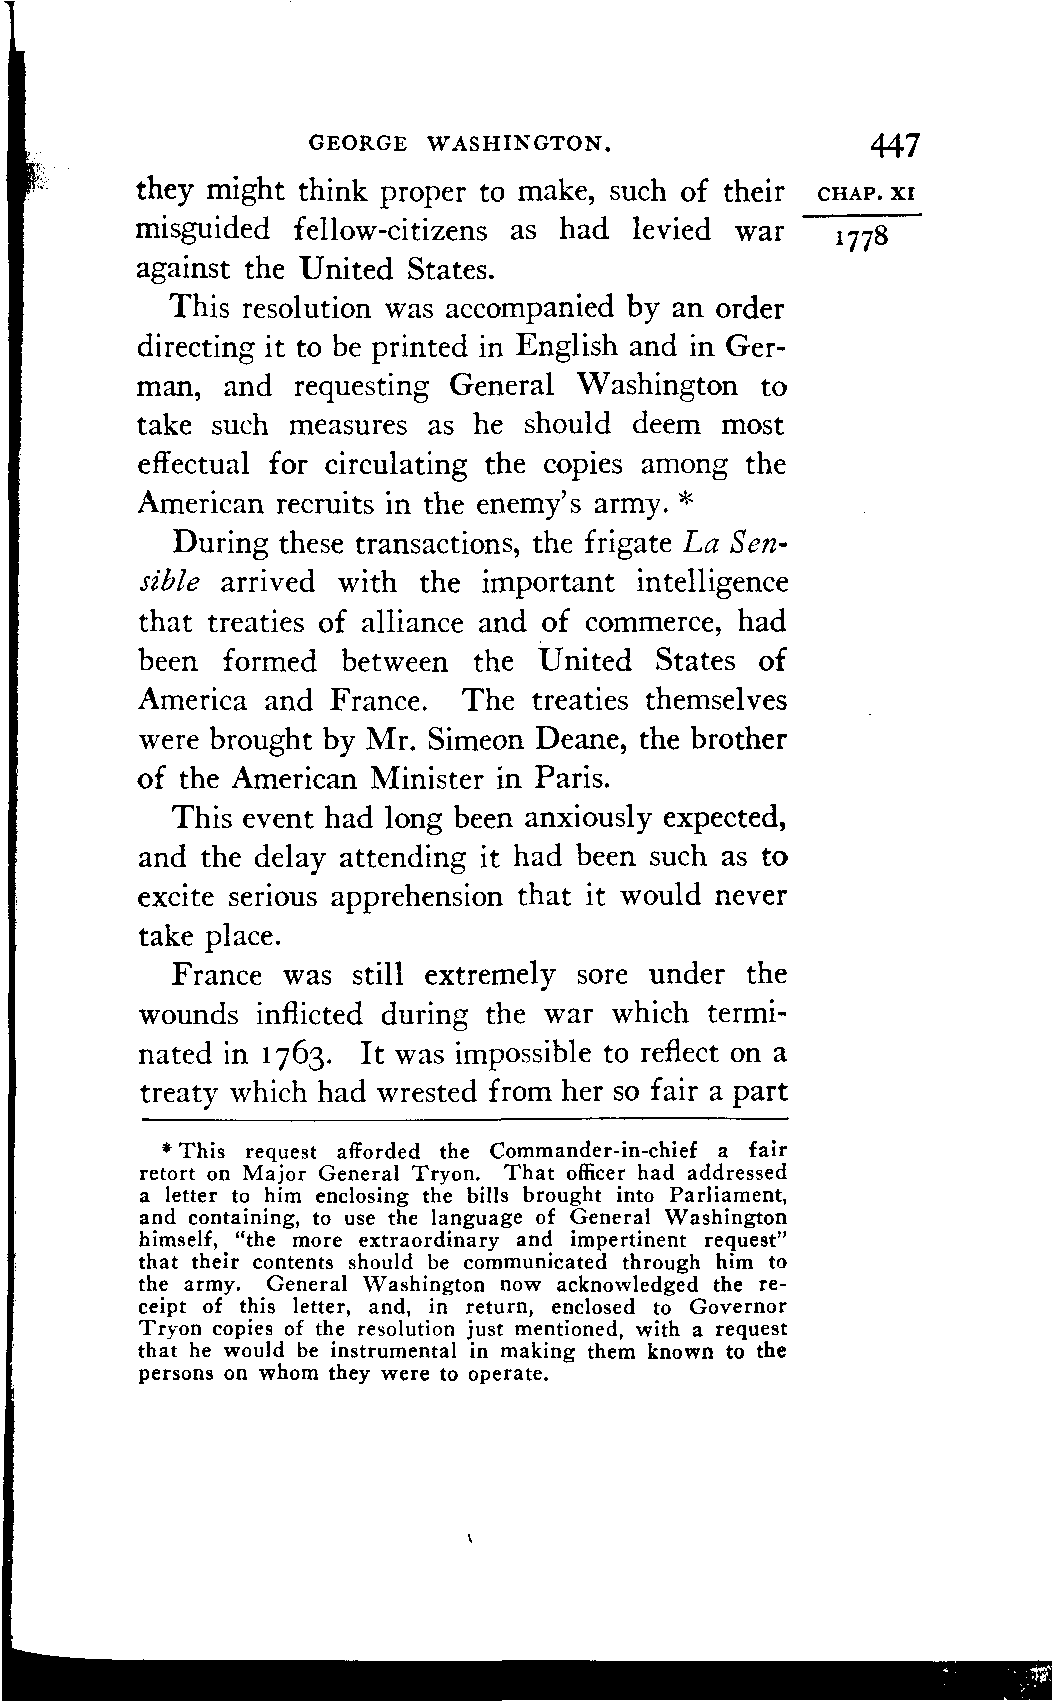 GEORGE WASHINGTON. 447
they might think proper to make, such of their CHAP. XI
misguided fellow-citizens as had levied war 1778
against the United States.
This resolution was accompanied by an order
directing it to be printed in English and in Ger-
man, and requesting General Washington to
take such measures as he should deem most
effectual for circulating the copies among the
American recruits in the enemy's army. *
During these transactions, the frigate La Sen-
sible arrived with the important intelligence
that treaties of alliance and of commerce, had
been formed between the United States of
America and France. The treaties themselves
were brought by Mr. Simeon Deane, the brother
of the American Minister in Paris.
This event had long been anxiously expected,
and the delay attending it had been such as to
excite serious apprehension that it would never
take place.
France was still extremely sore under the
wounds inflicted during the war which termi-
nated in 1763. It was impossible to reflect on a
treaty which had wrested from her so fair a part
* This request afforded the Commander-in-chief a fair
retort on Major General Tryon. That officer had addressed
a letter to him enclosing the bills brought into Parliament,
and containing, to use the language of General Washington
himself, "the more extraordinary and impertinent request"
that their contents should be communicated through him to
the army. General Washington now acknowledged the re-
ceipt of this letter, and, in return, enclosed to Governor
Tryon copies of the resolution just mentioned, with a request
that he would be instrumental in making them known to the
persons on whom they were to operate.